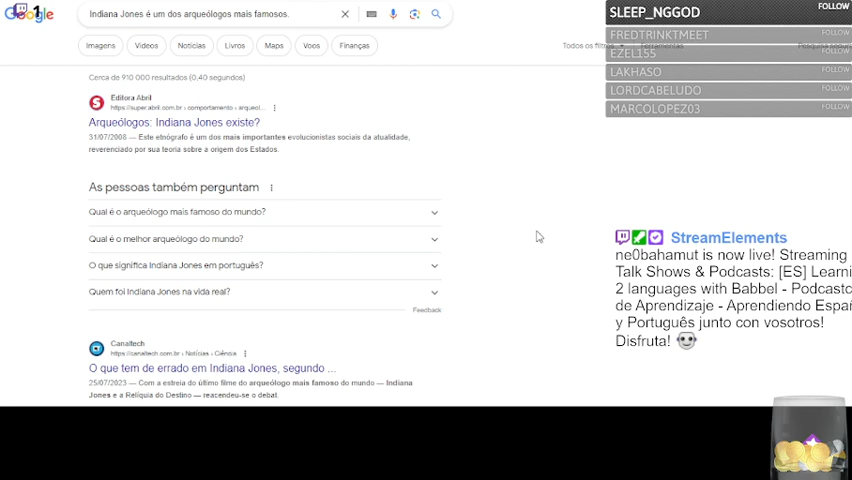 Google
1
Indiana Jones é um dos arqueólogos mais famosos.
Imagens
Vídeos
Notícias
Livros
Maps
Voos
Finanças
Todos os filtros
Ferramentas
Cerca de 910 000 resultados (0,40 segundos)
Editora Abril
https://super.abril.com.br › comportamento › arqueol...
Arqueólogos: Indiana Jones existe?
31/07/2008 — Este etnógrafo é um dos mais importantes evolucionistas sociais da atualidade,
reverenciado por sua teoria sobre a origem dos Estados.
As pessoas também perguntam
Qual é o arqueólogo mais famoso do mundo?
Qual é o melhor arqueólogo do mundo?
O que significa Indiana Jones em português?
Quem foi Indiana Jones na vida real?
Feedback
Canaltech
https://canaltech.com.br › Notícias › Ciência
O que tem de errado em Indiana Jones, segundo ...
25/07/2023 — Com a estreia do último filme do arqueólogo mais famoso do mundo — Indiana
Jones e a Relíquia do Destino — reacendeu-se o debat
SLEEP_NGGOD FOLLOW
FREDTRINKTMEET FOLLOW
EZEL155 FOLLOW
LAKHASO FOLLOW
LORDCABELUDO FOLLOW
MARCOLOPEZ03 FOLLOW
StreamElements
ne0bahamut is now live! Streaming
Talk Shows & Podcasts: [ES] Learni
2 languages with Babbel - Podcasto
de Aprendizaje - Aprendiendo Españ
y Português junto con vosotros!
Disfruta!